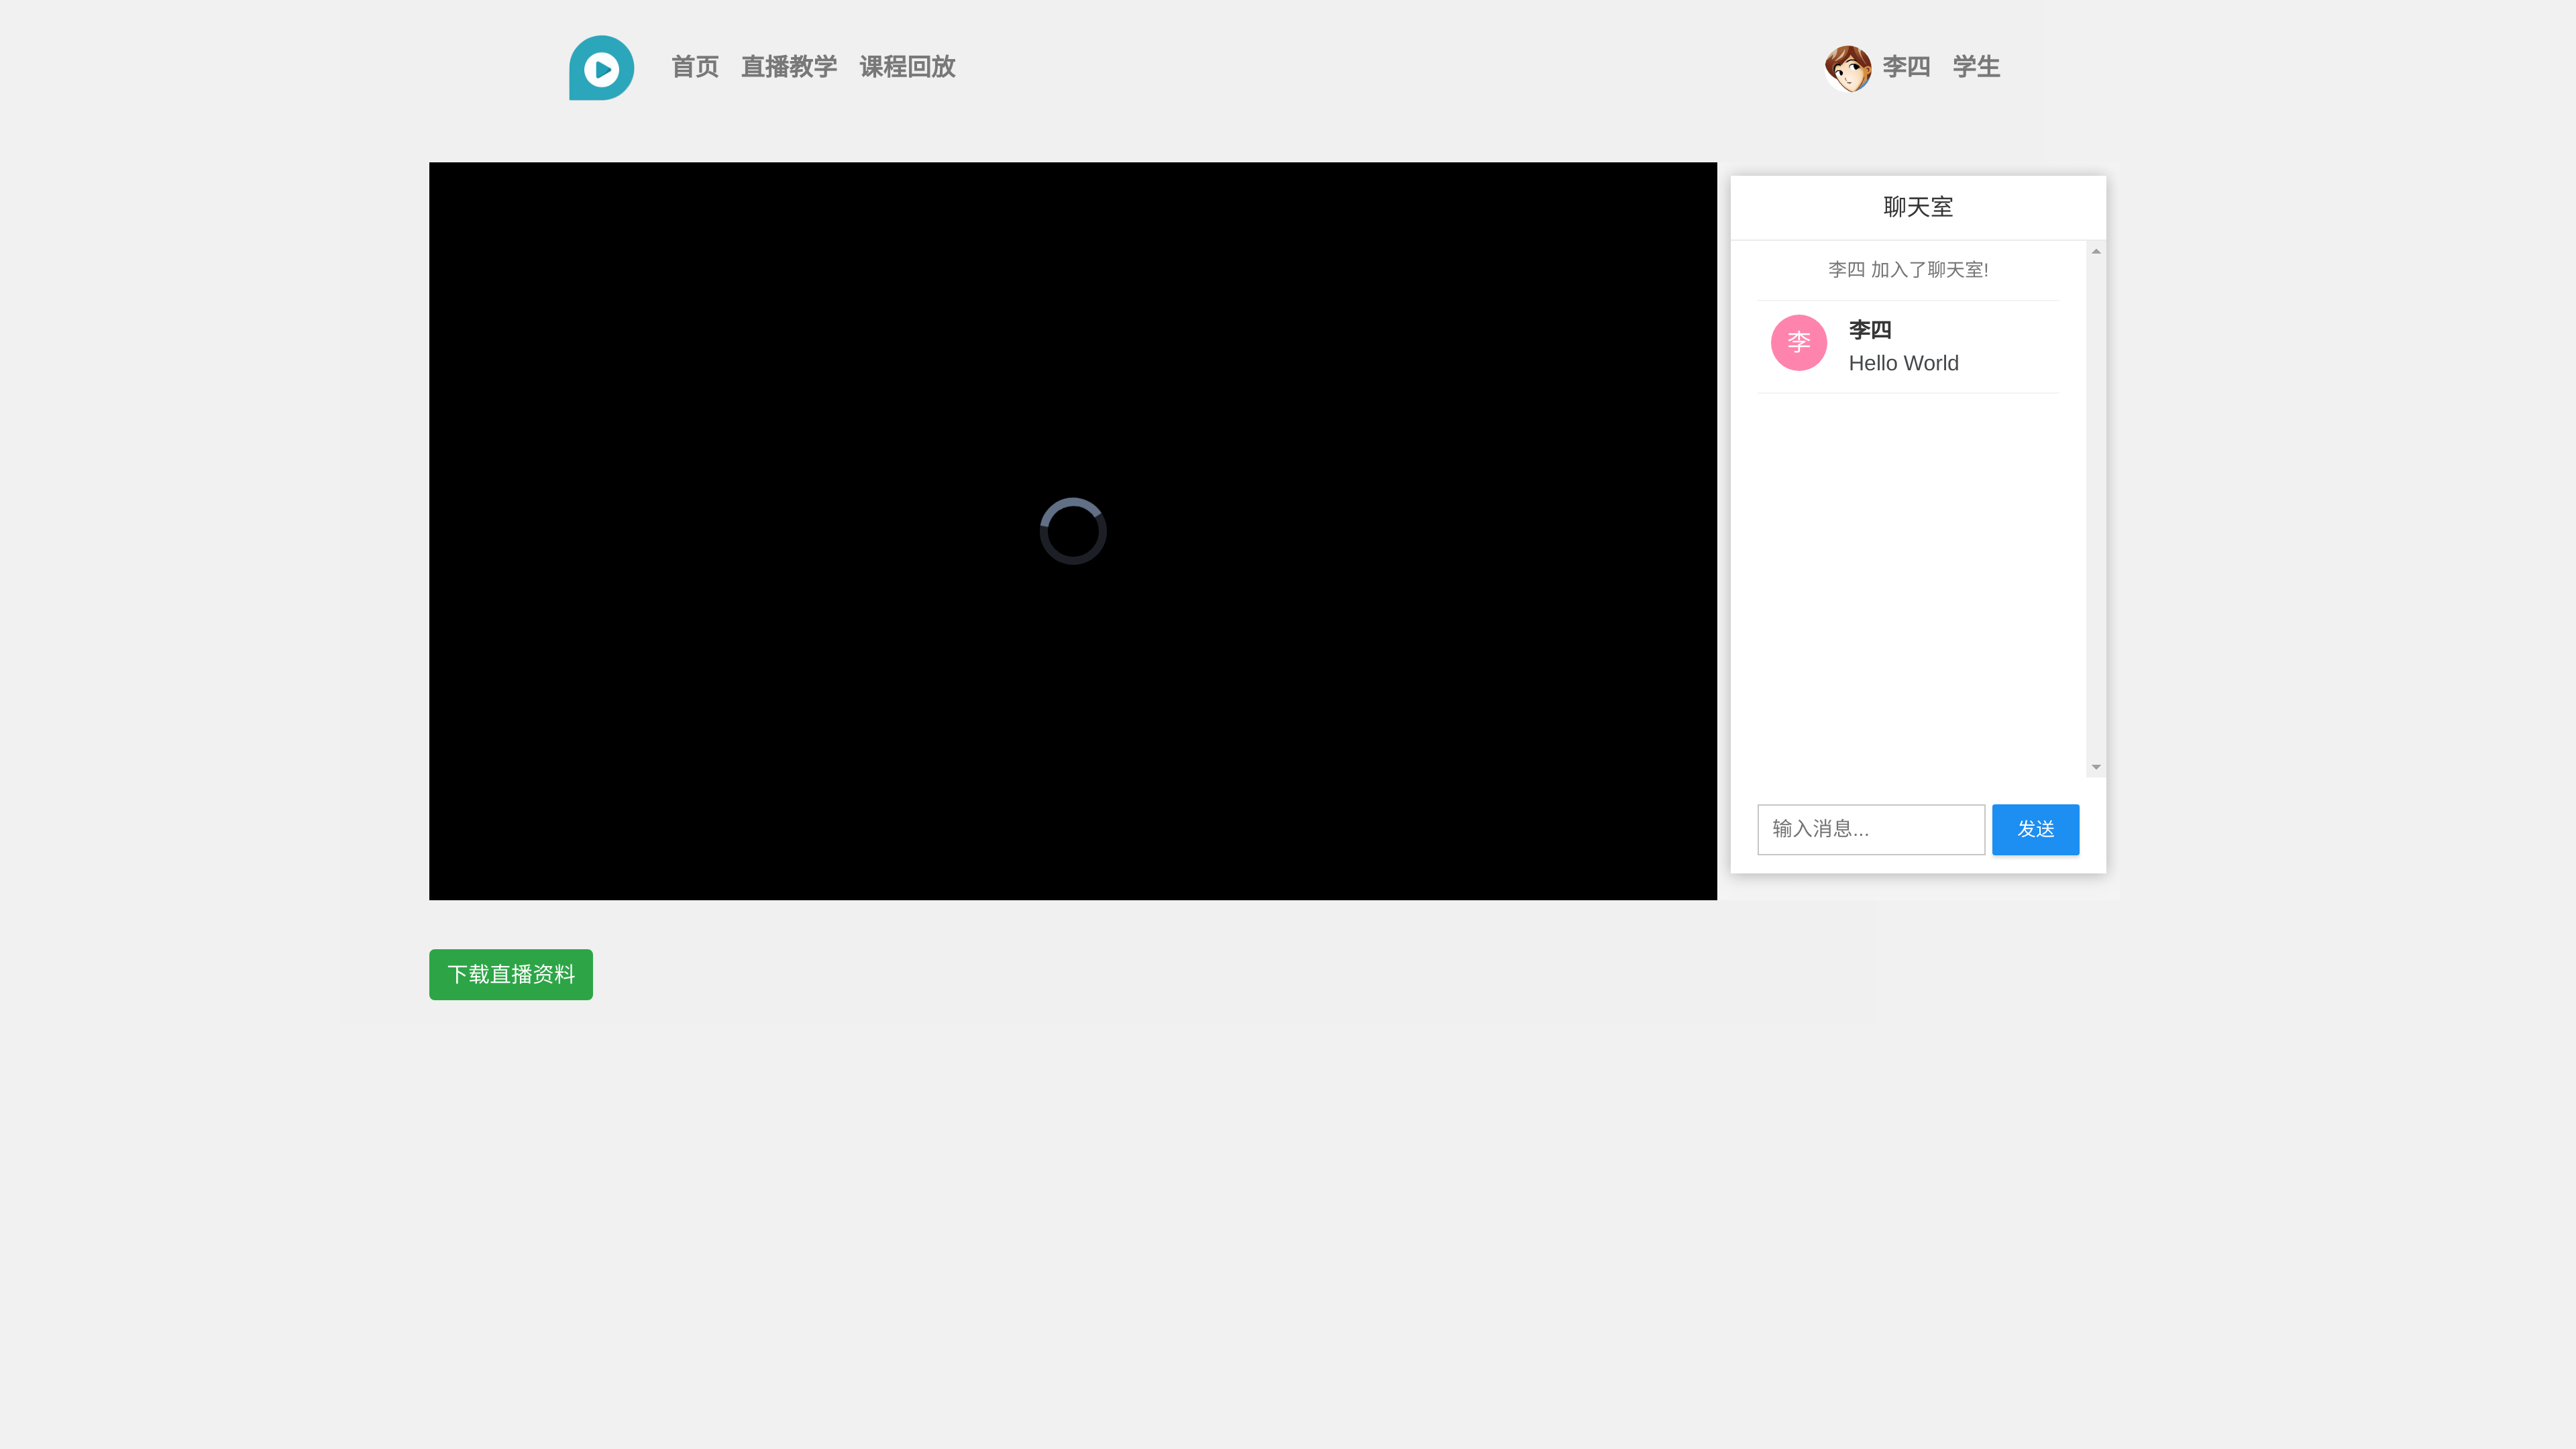 首页 直播教学 课程回放 李四 学生
聊天室
李四 加入了聊天室!
李
李四
Hello World
输入消息...
发送
下载直播资料